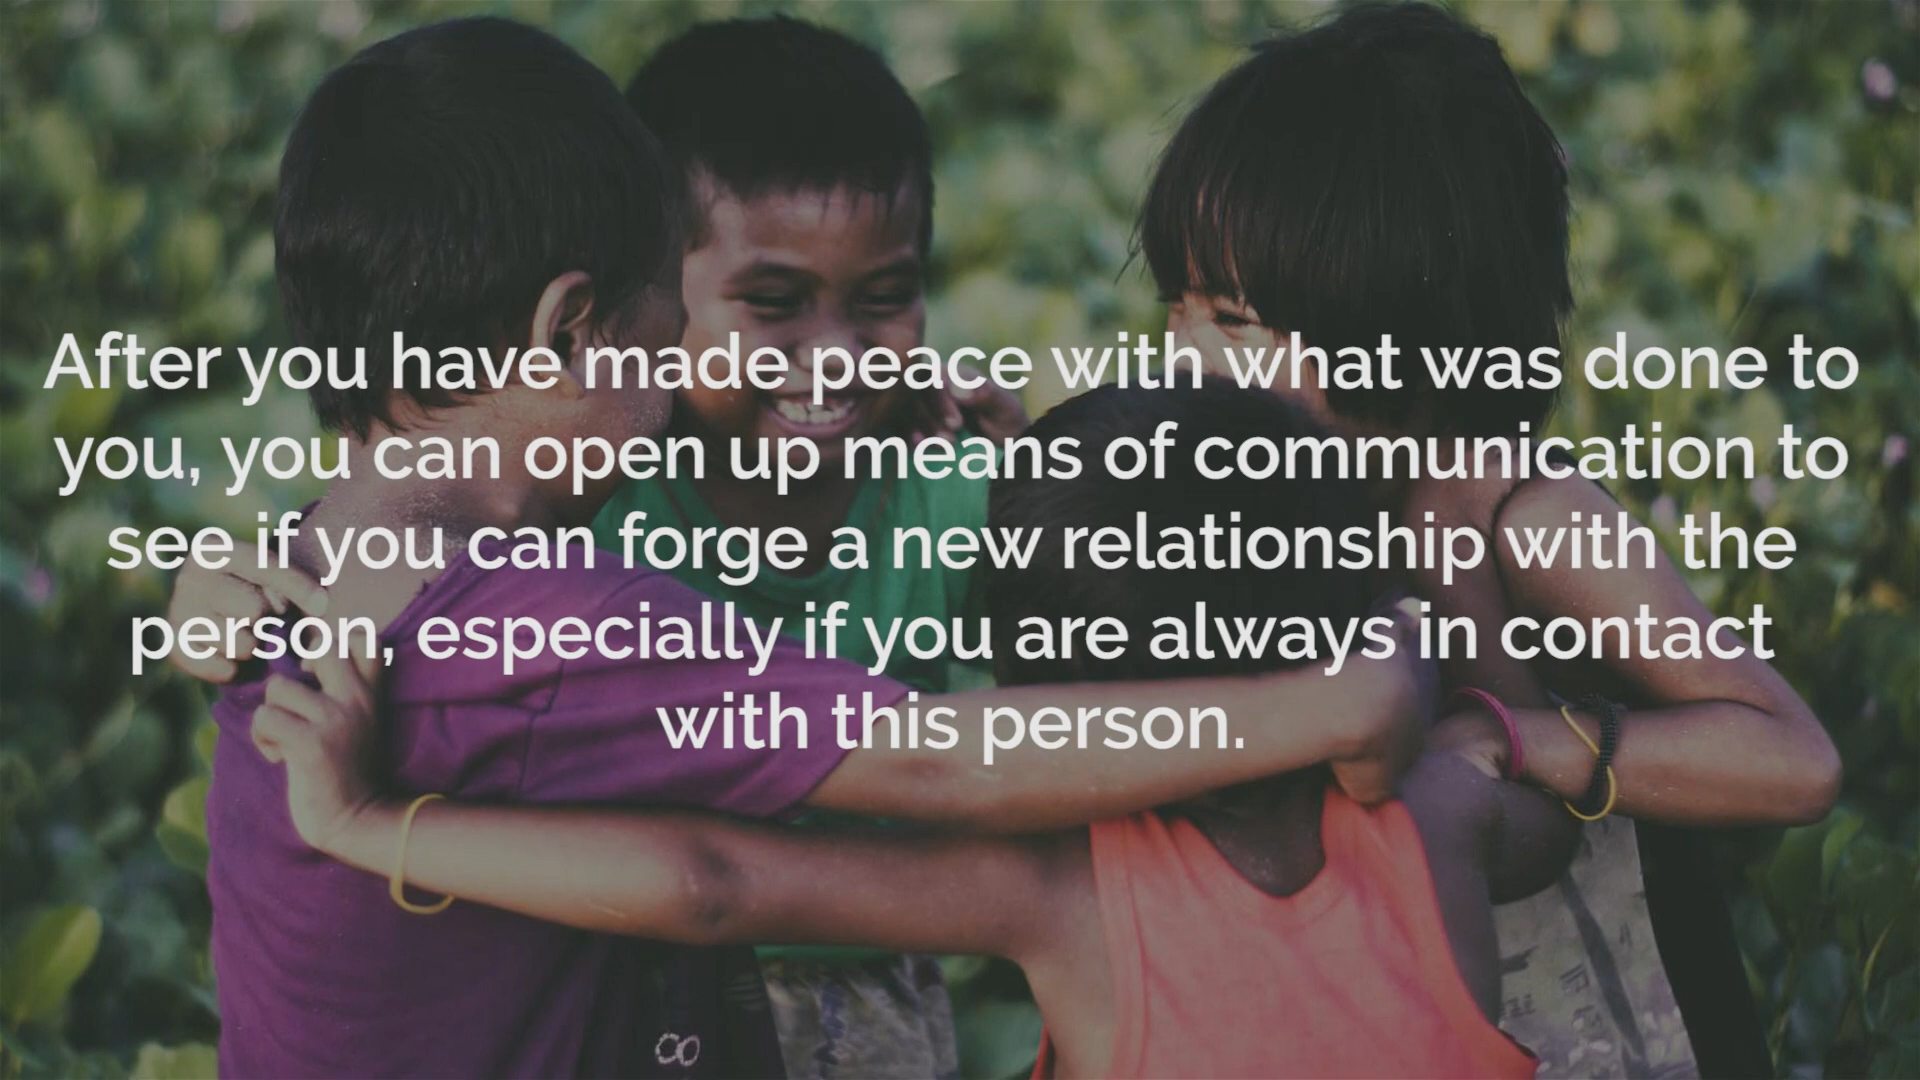 After you have made peace with what was done to
you, you can open up means of communication to
see if you can forge a new relationship with the
person, especially if you are always in contact
with this person.